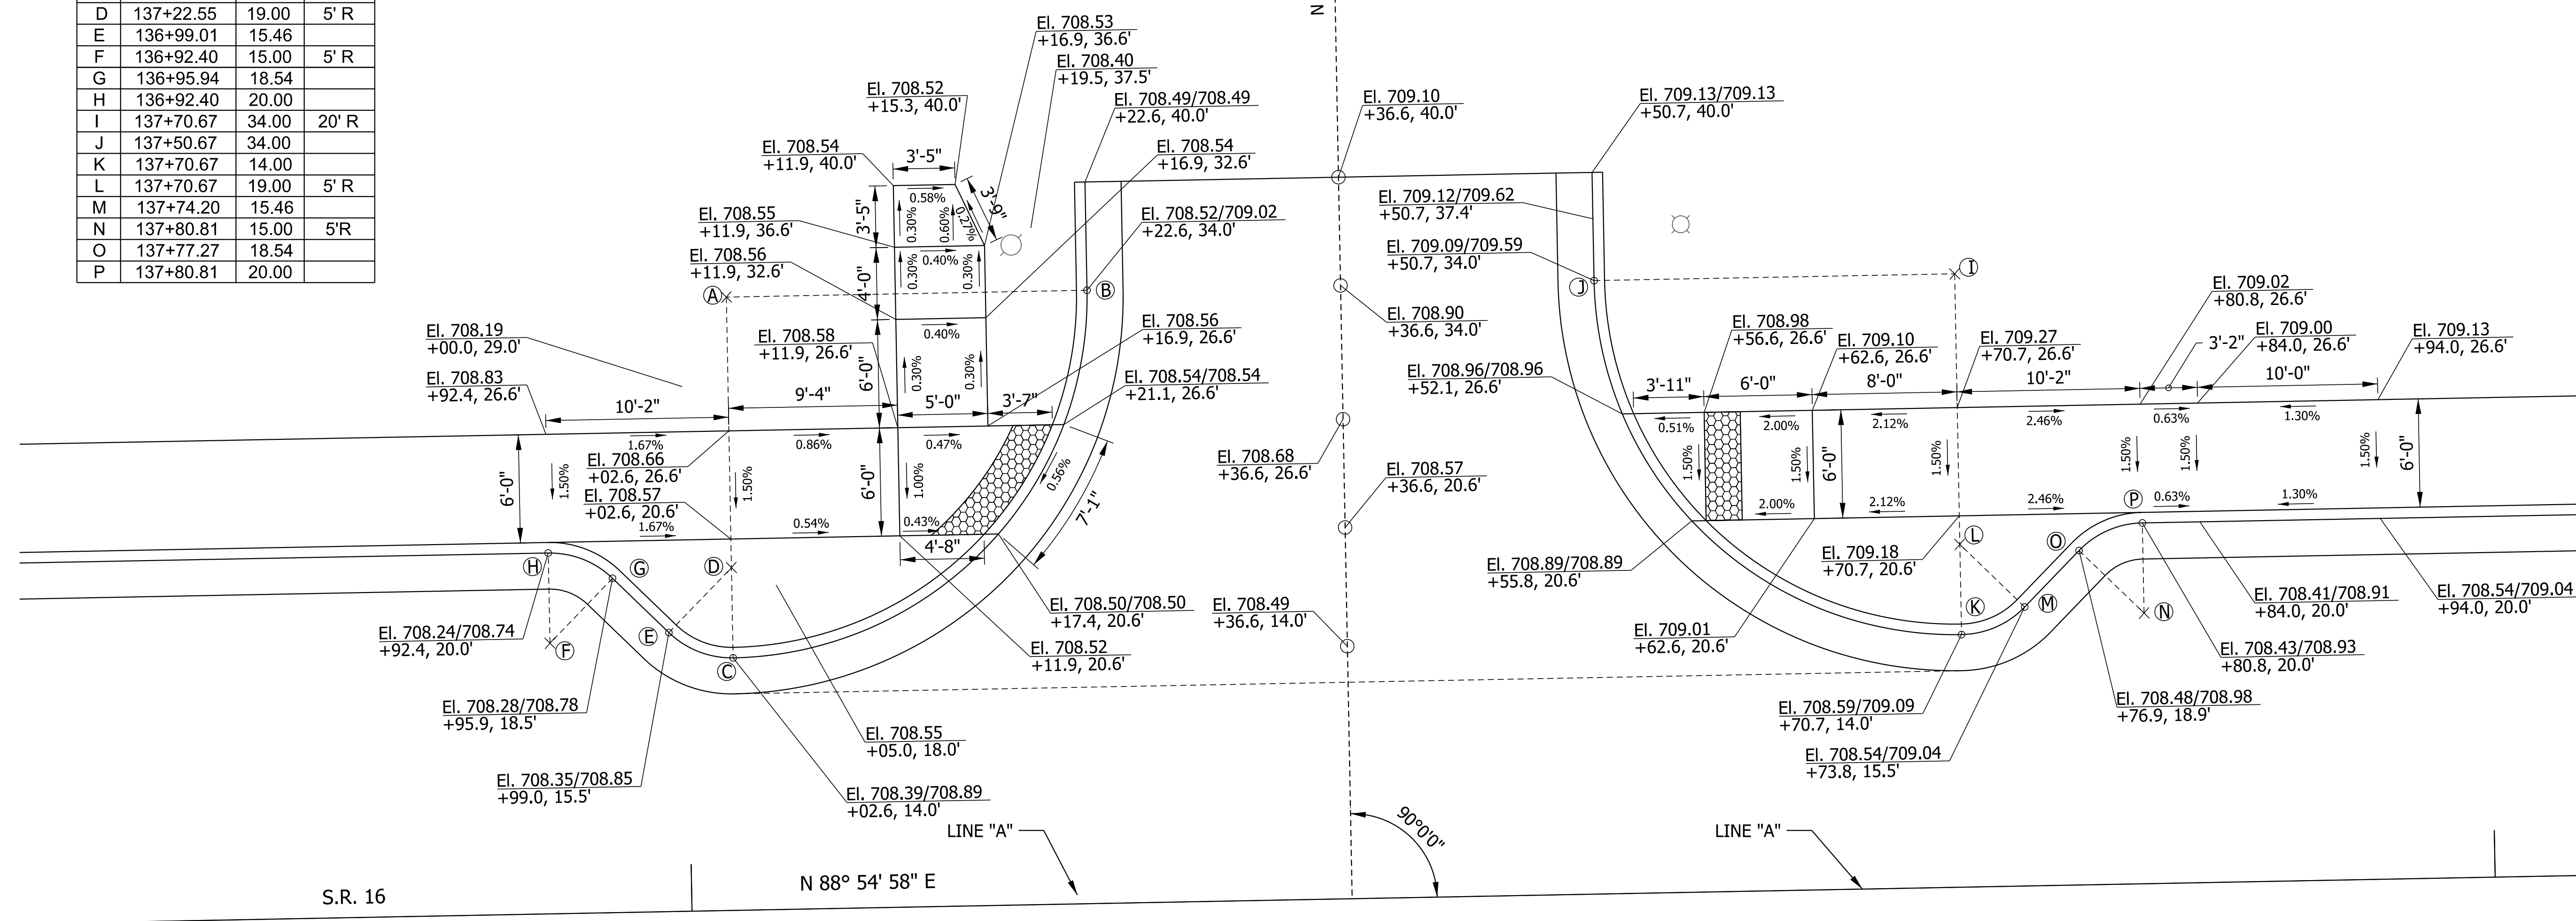 D 137+22.55 19.00 5' R
E 136+99.01 15.46
F 136+92.40 15.00 5' R
G 136+95.94 18.54
H 136+92.40 20.00
I 137+70.67 34.00 20' R
J 137+50.67 34.00
K 137+70.67 14.00
L 137+70.67 19.00 5' R
M 137+74.20 15.46
N 137+80.81 15.00 5'R
O 137+77.27 18.54
P 137+80.81 20.00
N
El. 708.53
+16.9, 36.6'
El. 708.40
+19.5, 37.5'
El. 708.52
+15.3, 40.0'
El. 708.49/708.49
+22.6, 40.0'
El. 709.10
+36.6, 40.0'
El. 709.13/709.13
+50.7, 40.0'
El. 708.54
+11.9, 40.0'
3'-5"
El. 708.54
+16.9, 32.6'
3'-9"
0.58%
3'-5"
0.30%
0.60%
0.27%
El. 708.55
+11.9, 36.6'
El. 708.52/709.02
+22.6, 34.0'
El. 709.12/709.62
+50.7, 37.4'
El. 709.09/709.59
+50.7, 34.0'
El. 708.56
+11.9, 32.6'
4'-0"
0.30%
0.40%
0.30%
A
B
J
I
El. 709.02
+80.8, 26.6'
El. 708.19
+00.0, 29.0'
El. 708.58
+11.9, 26.6'
0.40%
El. 708.56
+16.9, 26.6'
El. 708.90
+36.6, 34.0'
El. 708.98
+56.6, 26.6'
El. 709.10
+62.6, 26.6'
El. 709.27
+70.7, 26.6'
3'-2"
El. 709.00
+84.0, 26.6'
El. 709.13
+94.0, 26.6'
El. 708.83
+92.4, 26.6'
6'-0"
0.30%
0.30%
El. 708.54/708.54
+21.1, 26.6'
El. 708.96/708.96
+52.1, 26.6'
10'-2"
9'-4"
5'-0"
3'-7"
3'-11"
6'-0"
8'-0"
10'-2"
10'-0"
1.67%
0.86%
0.47%
0.51%
2.00%
2.12%
2.46%
0.63%
1.30%
El. 708.66
+02.6, 26.6'
El. 708.57
+02.6, 20.6'
6'-0"
1.50%
1.50%
6'-0"
1.00%
0.56%
7'-1"
El. 708.68
+36.6, 26.6'
El. 708.57
+36.6, 20.6'
1.50%
1.50%
6'-0"
1.50%
1.50%
1.50%
1.50%
6'-0"
1.67%
0.54%
0.43%
4'-8"
2.00%
2.12%
2.46%
P
0.63%
1.30%
H
G
D
E
F
C
El. 708.89/708.89
+55.8, 20.6'
El. 709.18
+70.7, 20.6'
L
O
K
M
N
El. 708.50/708.50
+17.4, 20.6'
El. 708.49
+36.6, 14.0'
El. 708.41/708.91
+84.0, 20.0'
El. 708.54/709.04
+94.0, 20.0'
El. 708.24/708.74
+92.4, 20.0'
El. 708.52
+11.9, 20.6'
El. 709.01
+62.6, 20.6'
El. 708.43/708.93
+80.8, 20.0'
El. 708.28/708.78
+95.9, 18.5'
El. 708.59/709.09
+70.7, 14.0'
El. 708.48/708.98
+76.9, 18.9'
El. 708.55
+05.0, 18.0'
El. 708.54/709.04
+73.8, 15.5'
El. 708.35/708.85
+99.0, 15.5'
El. 708.39/708.89
+02.6, 14.0'
LINE "A"
90°0'0"
LINE "A"
S.R. 16
N 88° 54' 58" E